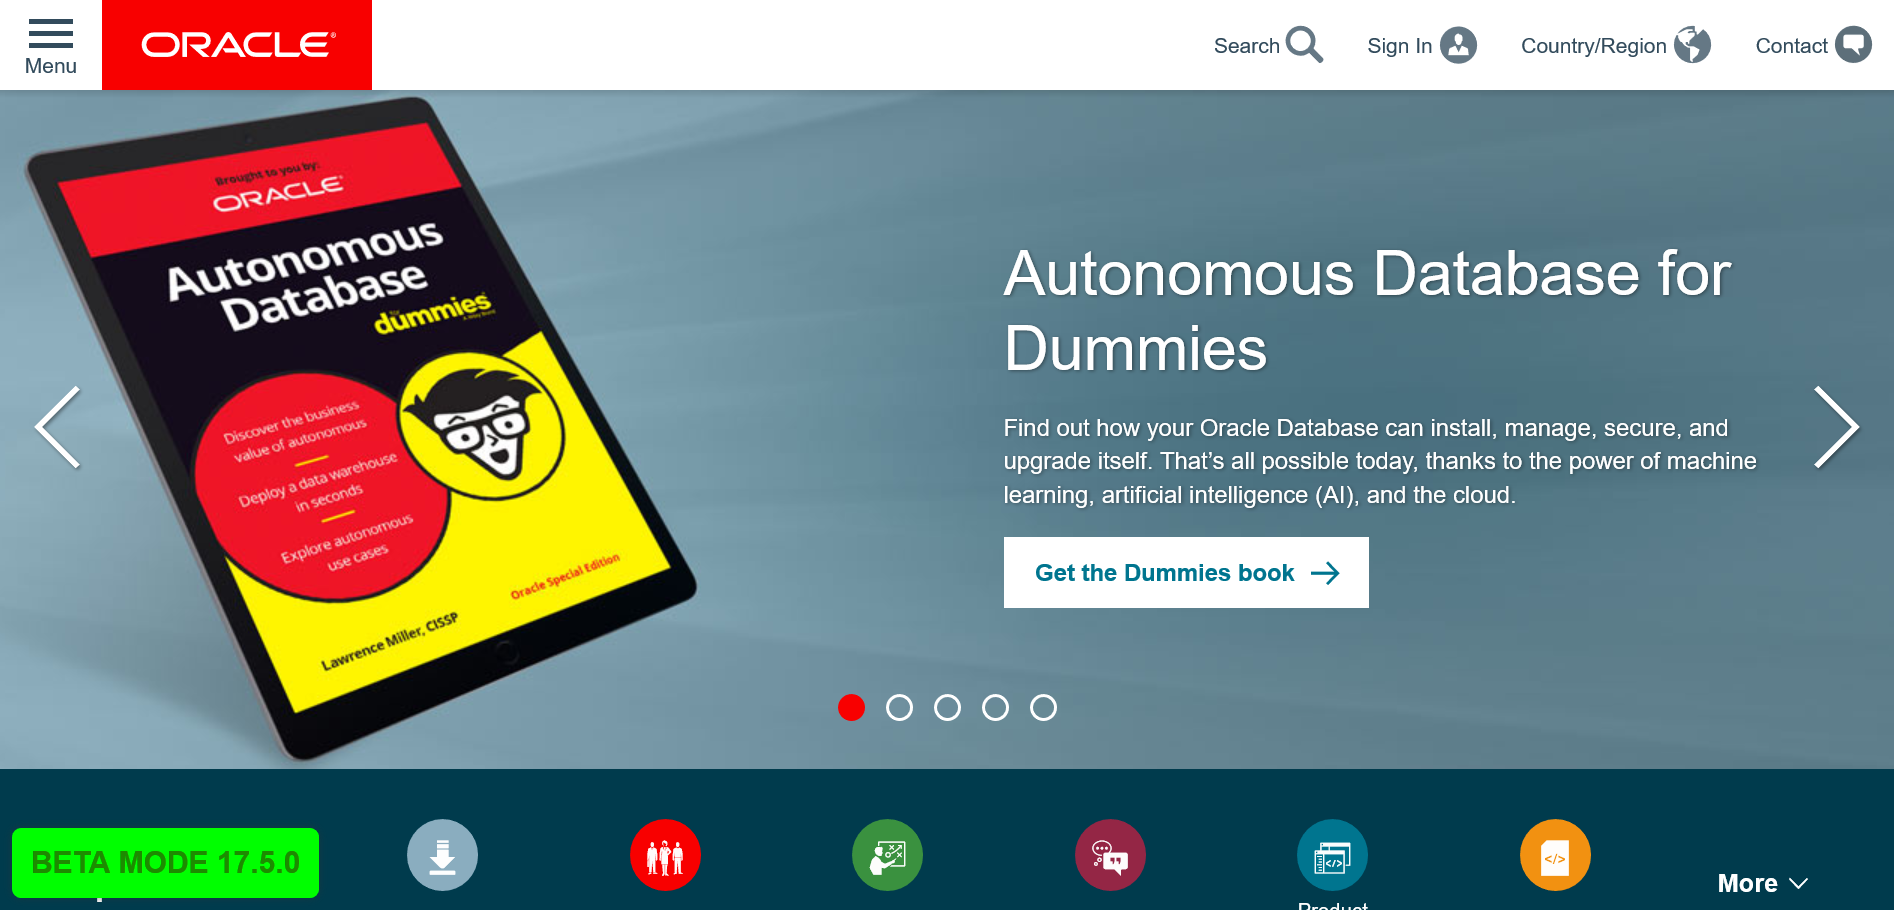 Menu
ORACLE
Search
Sign In
Country/Region
Contact
Brought to you by:
ORACLE
Autonomous
Database
for
dummies
Discover the business
value of autonomous
Deploy a data warehouse
in seconds
Explore autonomous
use cases
Oracle Special Edition
Lawrence Miller, CISSP
Autonomous Database for
Dummies
Find out how your Oracle Database can install, manage, secure, and
upgrade itself. That’s all possible today, thanks to the power of machine
learning, artificial intelligence (AI), and the cloud.
Get the Dummies book
BETA MODE 17.5.0
</> 
</>
More
Product